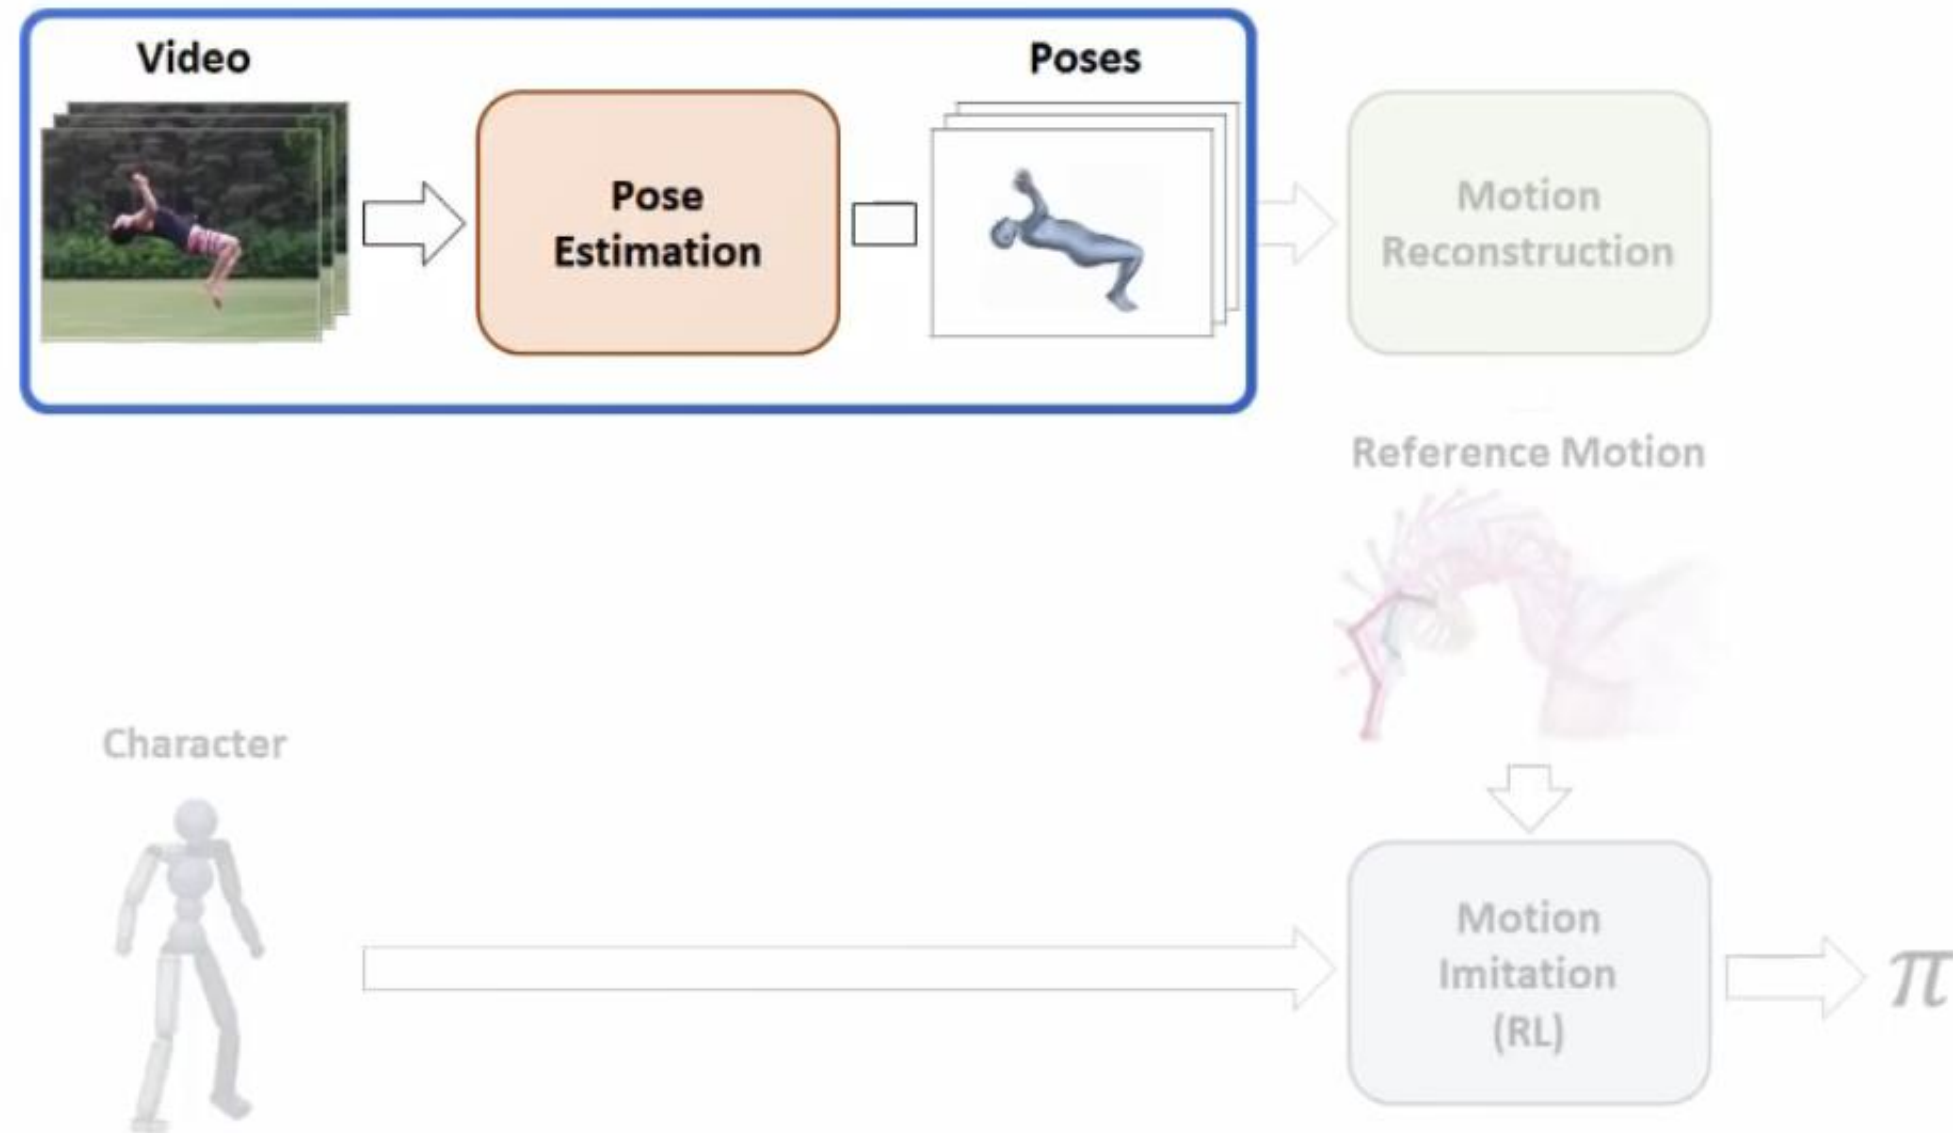 Video
Poses
Pose
Estimation
Motion
Reconstruction
Reference Motion
Character
Motion
Imitation
(RL)
π